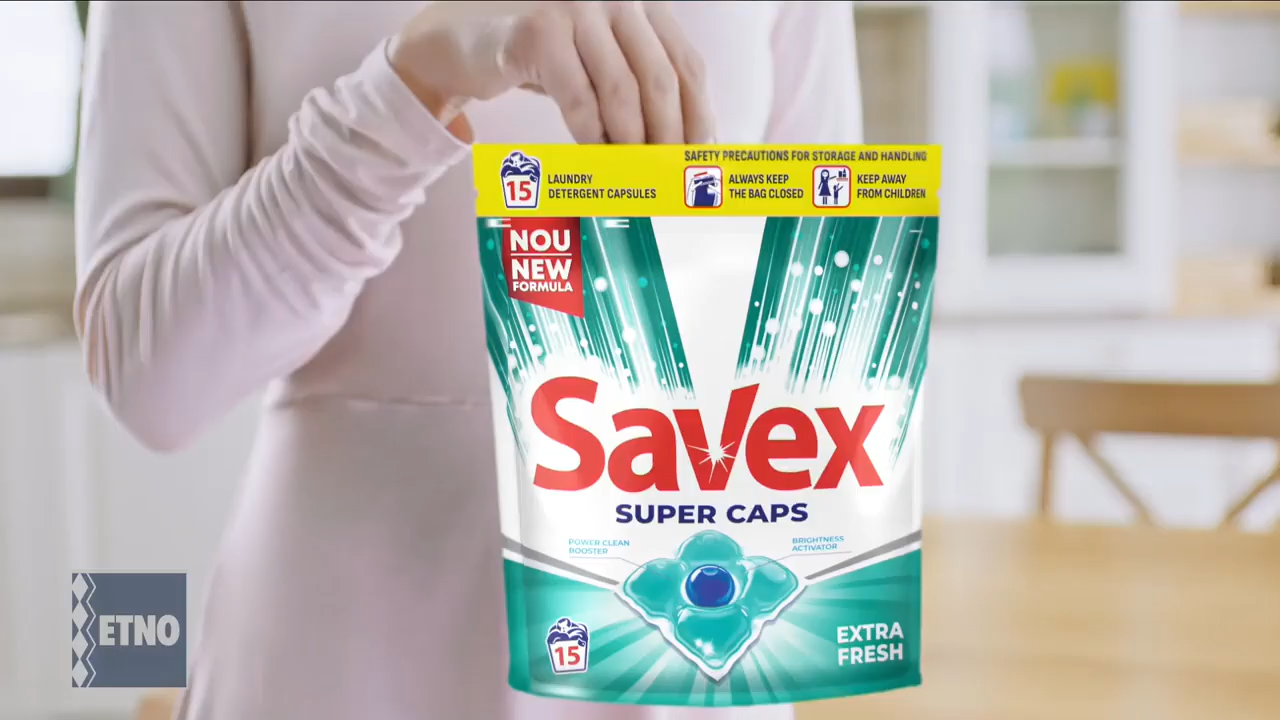 SAFETY PRECAUTIONS FOR STORAGE AND HANDLING
15
LAUNDRY
DETERGENT CAPSULES
ALWAYS KEEP
THE BAG CLOSED
KEEP AWAY
FROM CHILDREN
NOU
NEW
FORMULA
Savex
SUPER CAPS
POWER CLEAN
BOOSTER
BRIGHTNESS
ACTIVATOR
15
EXTRA
FRESH
ETNO